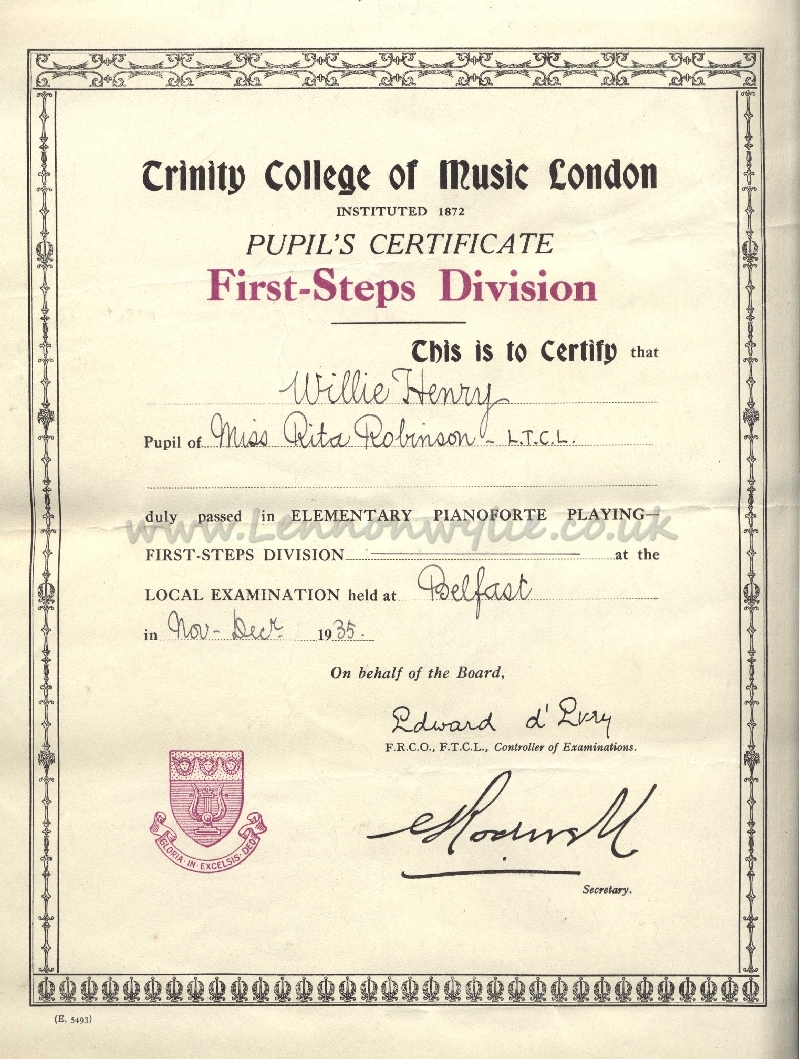 Trinity College of Music London
INSTITUTED 1872
PUPIL'S CERTIFICATE
First-Steps Division
This is to Certify that
Willie Henry
Pupil of Miss Rita Robinson - L.T.C.L.
duly passed in ELEMENTARY PIANOFORTE PLAYING—
www.Lennonwylie.co.uk
FIRST-STEPS DIVISION at the
LOCAL EXAMINATION held at Belfast
in Nov - Decr 1935.
On behalf of the Board,
Edward d'Evry
F.R.C.O., F.T.C.L., Controller of Examinations.
Secretary.
GLORIA · IN · EXCELSIS · DEO
(E. 5493)